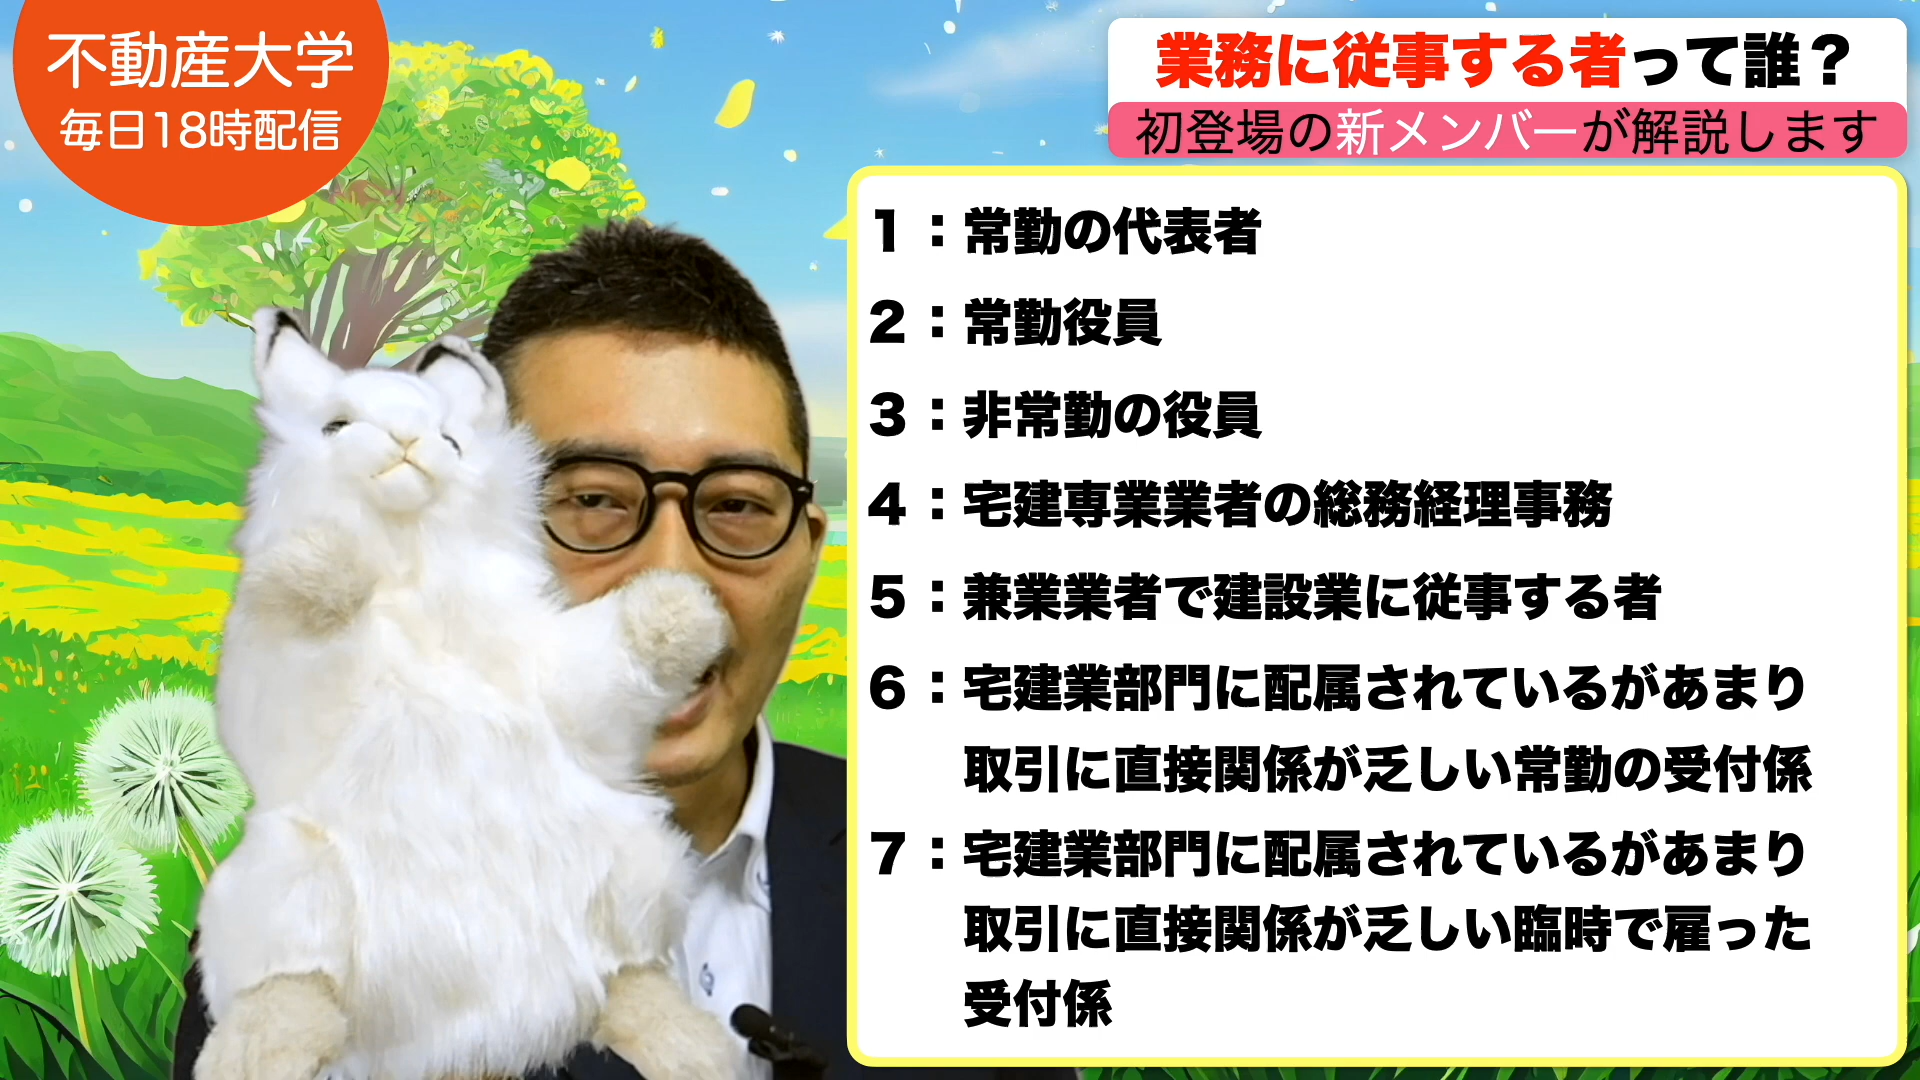 不動産大学
毎日18時配信
業務に従事する者って誰？
初登場の新メンバーが解説します
1：常勤の代表者
2：常勤役員
3：非常勤の役員
4：宅建専業業者の総務経理事務
5：兼業業者で建設業に従事する者
6：宅建業部門に配属されているがあまり
取引に直接関係が乏しい常勤の受付係
7：宅建業部門に配属されているがあまり
取引に直接関係が乏しい臨時で雇った
受付係